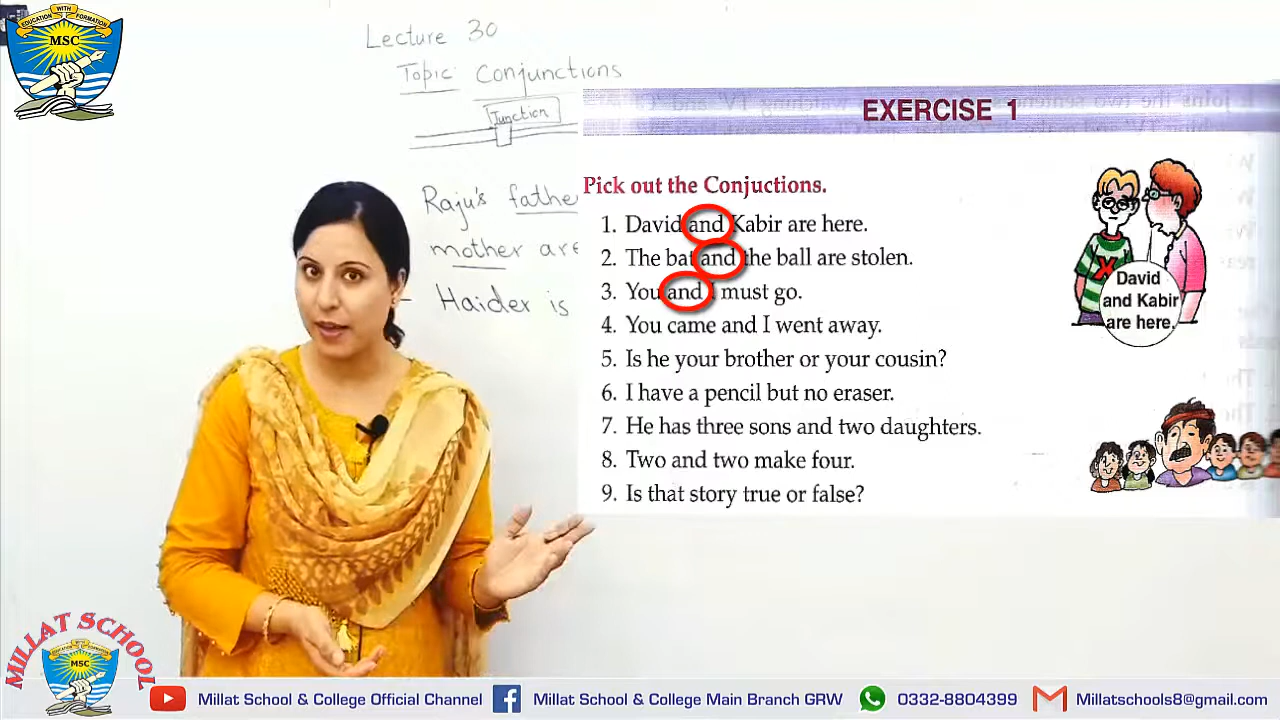 EDUCATION WITH FORMATION
MSC
Lecture 30
Topic: Conjunctions
Junction
Raju's father
mother are
- Haider is
EXERCISE 1
Pick out the Conjuctions.
1. David and Kabir are here.
2. The bat and the ball are stolen.
3. You and I must go.
4. You came and I went away.
5. Is he your brother or your cousin?
6. I have a pencil but no eraser.
7. He has three sons and two daughters.
8. Two and two make four.
9. Is that story true or false?
David
and Kabir
are here.
MILLAT SCHOOL
MSC
Millat School & College Official Channel
Millat School & College Main Branch GRW
0332-8804399
Millatschools8@gmail.com